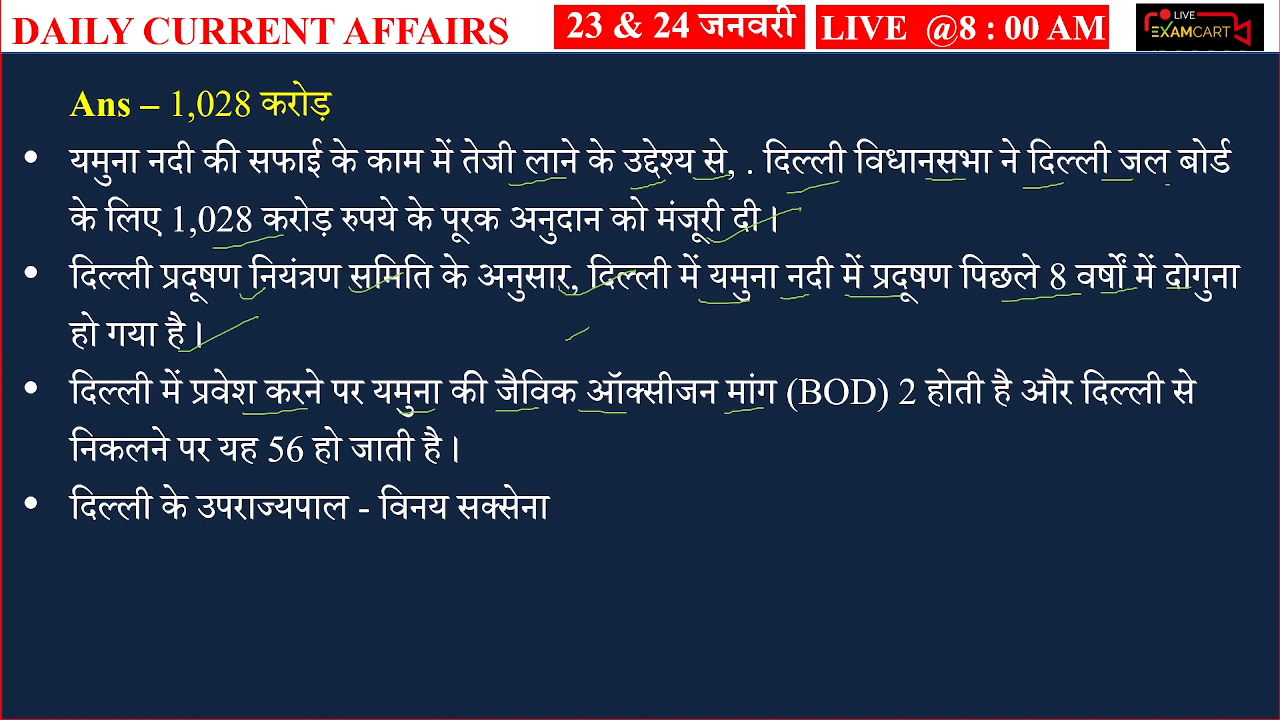 DAILY CURRENT AFFAIRS
23 & 24 जनवरी
LIVE @8 : 00 AM
LIVE
EXAMCART
Ans – 1,028 करोड़
• यमुना नदी की सफाई के काम में तेजी लाने के उद्देश्य से, . दिल्ली विधानसभा ने दिल्ली जल बोर्ड
के लिए 1,028 करोड़ रुपये के पूरक अनुदान को मंजूरी दी।
• दिल्ली प्रदूषण नियंत्रण समिति के अनुसार, दिल्ली में यमुना नदी में प्रदूषण पिछले 8 वर्षों में दोगुना
हो गया है।
• दिल्ली में प्रवेश करने पर यमुना की जैविक ऑक्सीजन मांग (BOD) 2 होती है और दिल्ली से
निकलने पर यह 56 हो जाती है।
• दिल्ली के उपराज्यपाल - विनय सक्सेना